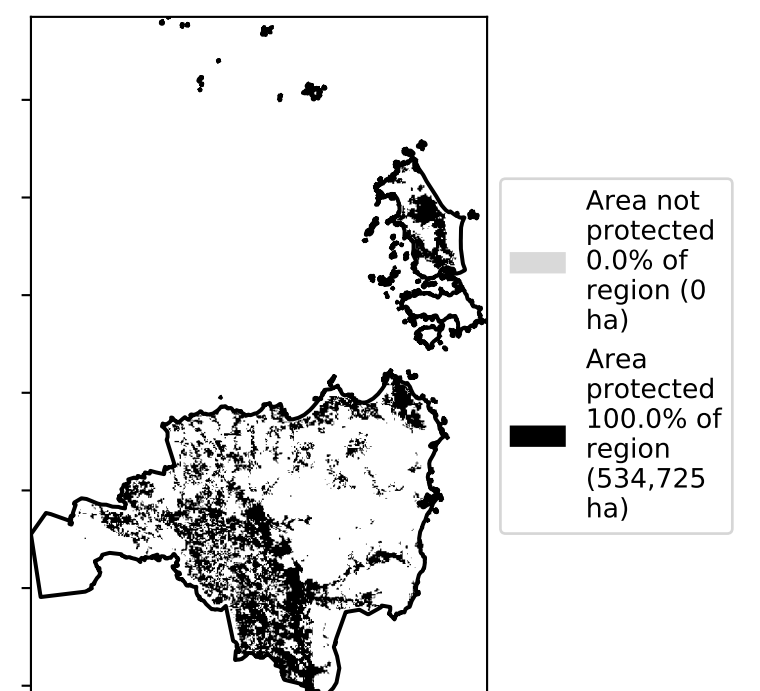 Area not
protected
0.0% of
region (0
ha)
Area
protected
100.0% of
region
(534,725
ha)